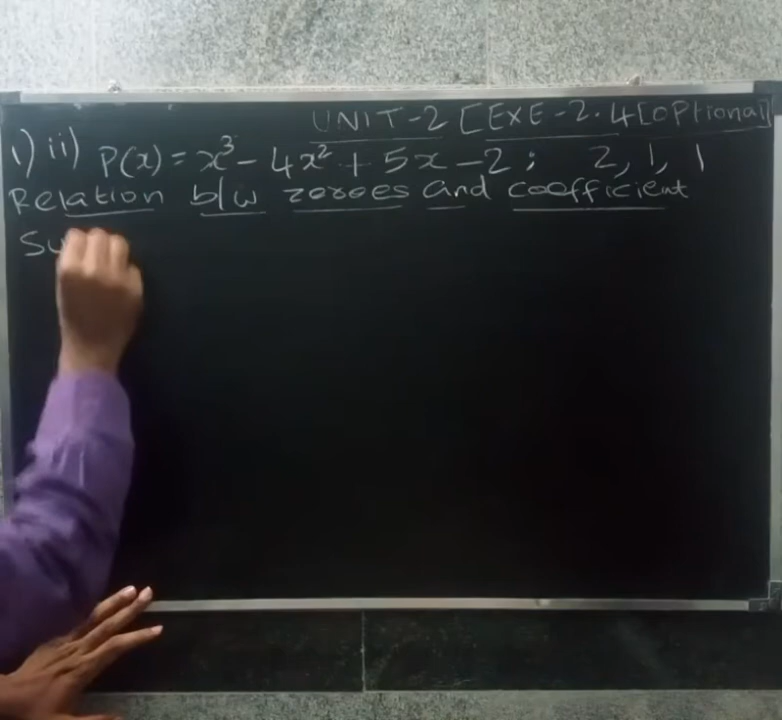 UNIT-2 [EXE-2.4[OPtional]
1) ii) P(x) = x³ - 4x² + 5x - 2 ; 2, 1, 1
Relation b/w zeroes and coefficient
Su